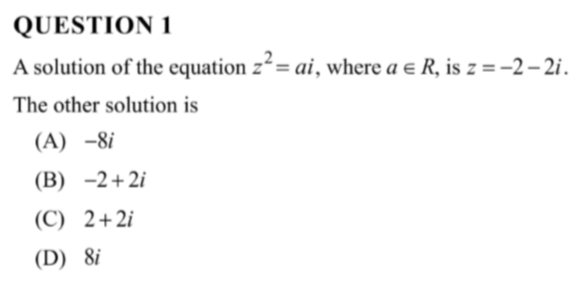 QUESTION 1
A solution of the equation z² = ai, where a ∈ R, is z = −2 − 2i.
The other solution is
(A) −8i
(B) −2 + 2i
(C) 2 + 2i
(D) 8i